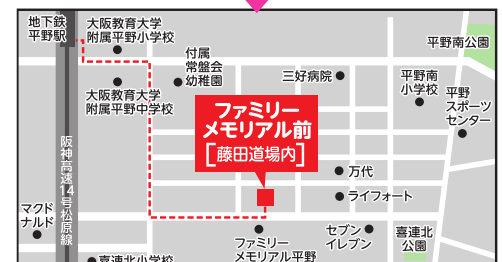 地下鉄
平野駅
大阪教育大学
附属平野小学校
付属
常盤会
幼稚園
大阪教育大学
附属平野中学校
三好病院
平野南公園
平野南
小学校
平野
スポーツ
センター
ファミリー
メモリアル前
[藤田道場内]
阪神高速14号松原線
万代
ライフォート
マクド
ナルド
ファミリー
メモリアル平野
セブン
イレブン
喜連北
公園
喜連北小学校